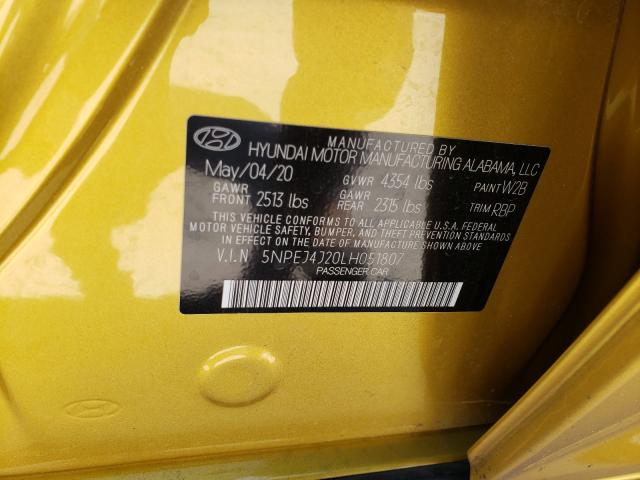 MANUFACTURED BY
HYUNDAI MOTOR MANUFACTURING ALABAMA, LLC
May/04/20 GVWR 4354 lbs PAINT W2B
GAWR FRONT 2513 lbs GAWR REAR 2315 lbs TRIM RBP
THIS VEHICLE CONFORMS TO ALL APPLICABLE U.S.A. FEDERAL
MOTOR VEHICLE SAFETY, BUMPER, AND THEFT PREVENTION STANDARDS
IN EFFECT ON THE DATE OF MANUFACTURE SHOWN ABOVE
V.I.N 5NPEJ4J20LH051807
PASSENGER CAR